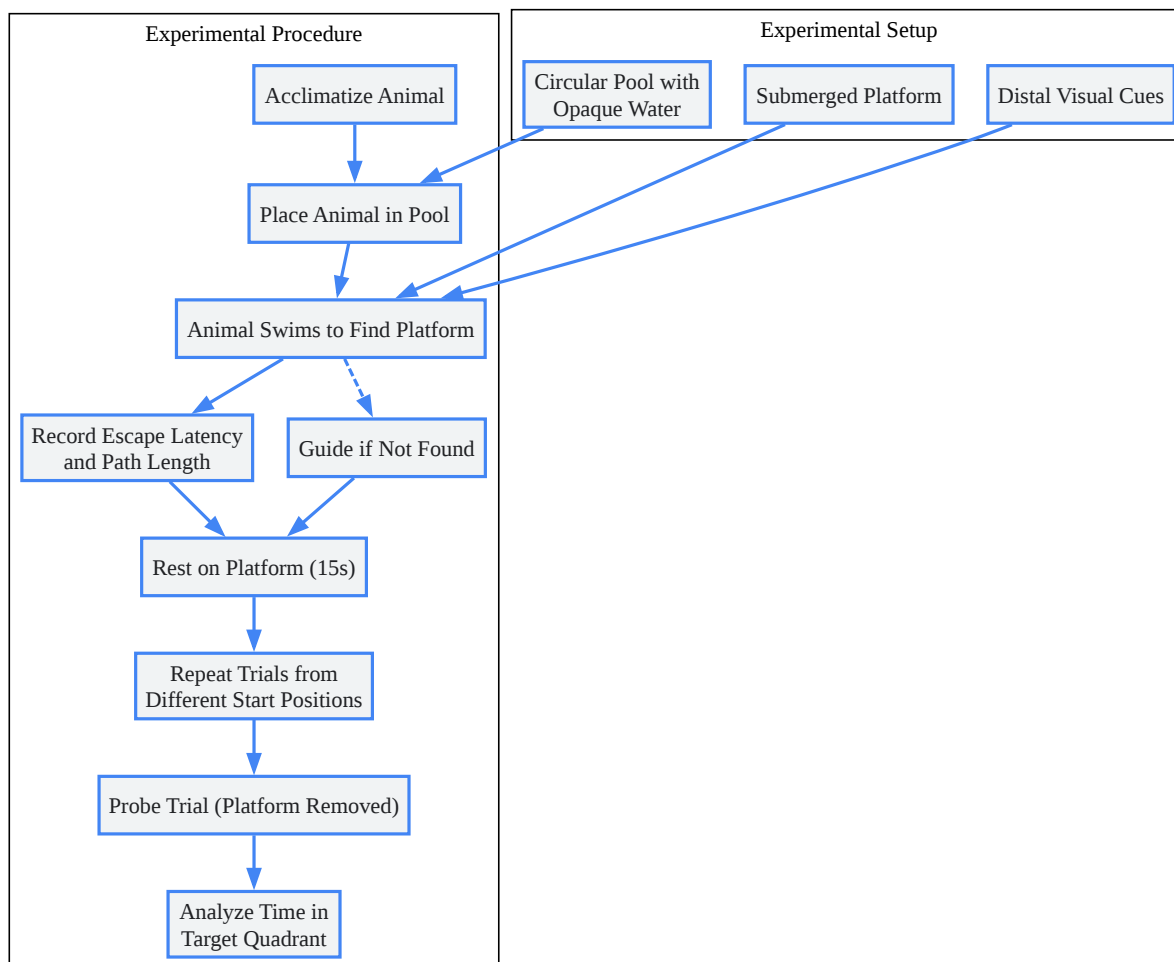 Experimental Procedure
Experimental Setup
Acclimatize Animal
Circular Pool with
Opaque Water
Submerged Platform
Distal Visual Cues
Place Animal in Pool
Animal Swims to Find Platform
Record Escape Latency
and Path Length
Guide if Not Found
Rest on Platform (15s)
Repeat Trials from
Different Start Positions
Probe Trial (Platform Removed)
Analyze Time in
Target Quadrant